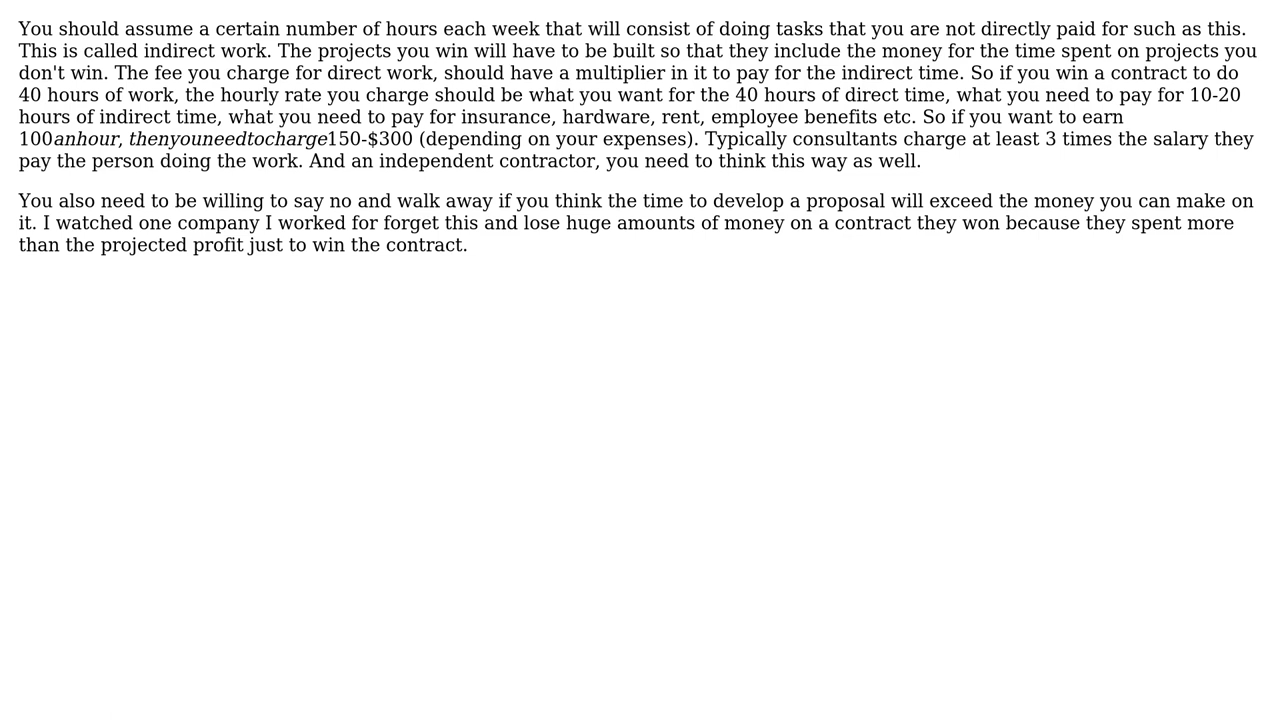 You should assume a certain number of hours each week that will consist of doing tasks that you are not directly paid for such as this.
This is called indirect work. The projects you win will have to be built so that they include the money for the time spent on projects you
don't win. The fee you charge for direct work, should have a multiplier in it to pay for the indirect time. So if you win a contract to do
40 hours of work, the hourly rate you charge should be what you want for the 40 hours of direct time, what you need to pay for 10-20
hours of indirect time, what you need to pay for insurance, hardware, rent, employee benefits etc. So if you want to earn
100anhour, thenyouneedtocharge150-$300 (depending on your expenses). Typically consultants charge at least 3 times the salary they
pay the person doing the work. And an independent contractor, you need to think this way as well.
You also need to be willing to say no and walk away if you think the time to develop a proposal will exceed the money you can make on
it. I watched one company I worked for forget this and lose huge amounts of money on a contract they won because they spent more
than the projected profit just to win the contract.